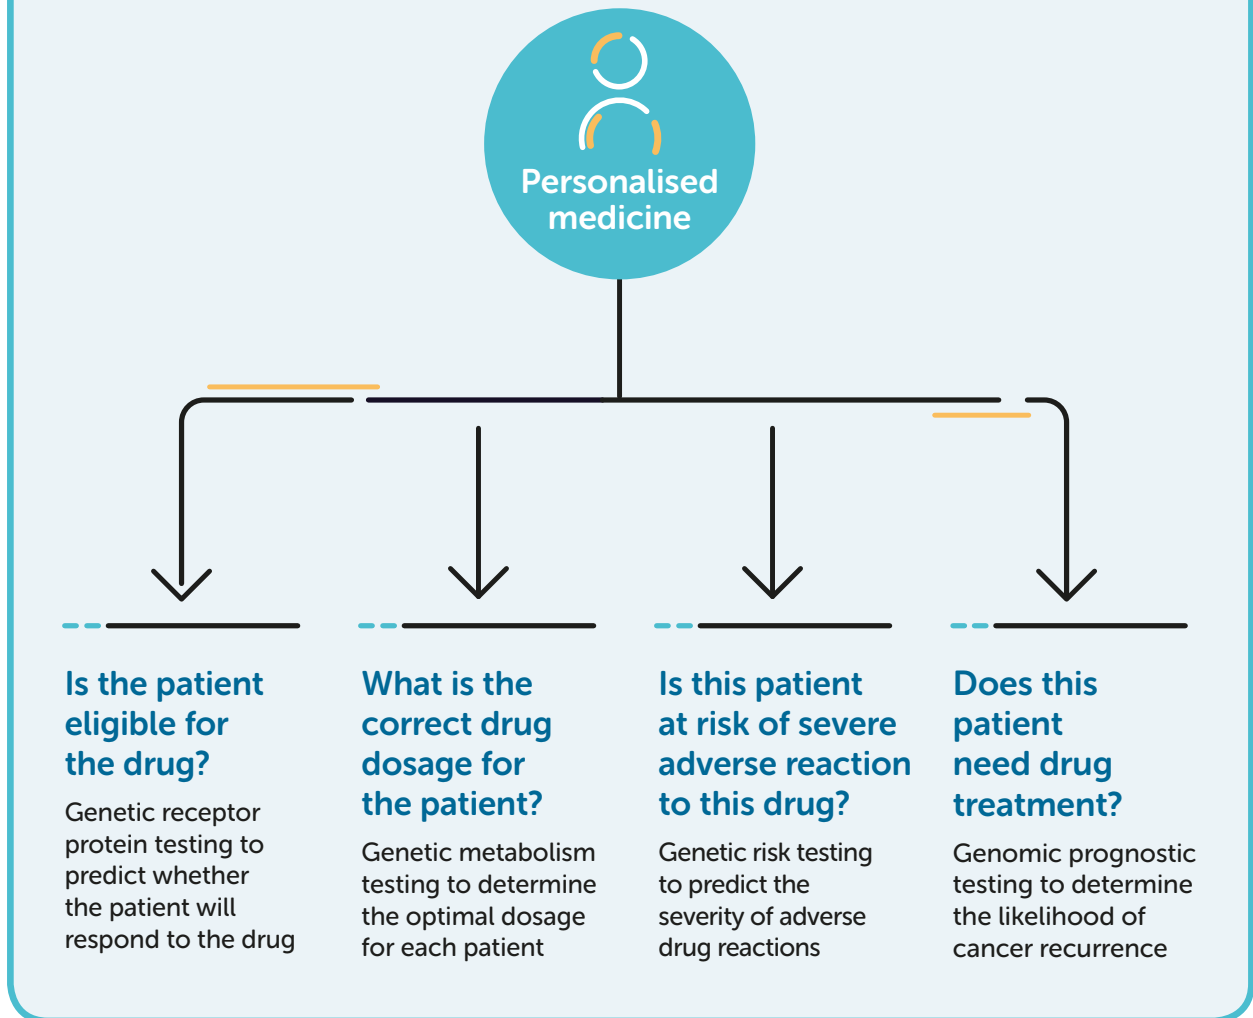 Personalised
medicine
Is the patient
eligible for
the drug?
Genetic receptor
protein testing to
predict whether
the patient will
respond to the drug
What is the
correct drug
dosage for
the patient?
Genetic metabolism
testing to determine
the optimal dosage
for each patient
Is this patient
at risk of severe
adverse reaction
to this drug?
Genetic risk testing
to predict the
severity of adverse
drug reactions
Does this
patient
need drug
treatment?
Genomic prognostic
testing to determine
the likelihood of
cancer recurrence